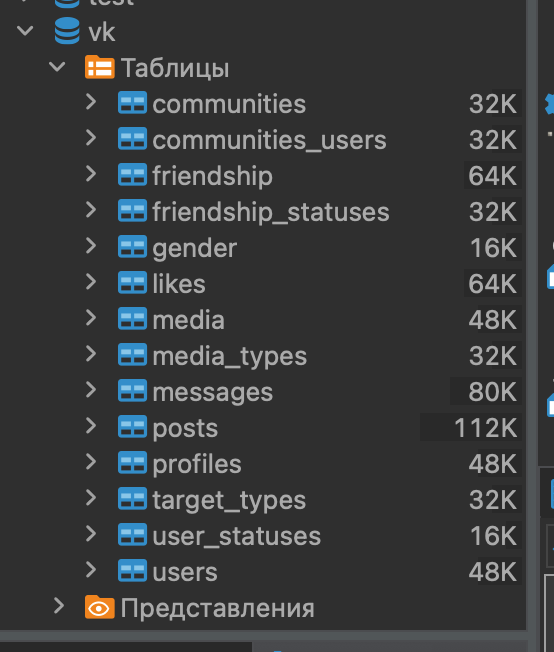 test
vk
Таблицы
communities 32K
communities_users 32K
friendship 64K
friendship_statuses 32K
gender 16K
likes 64K
media 48K
media_types 32K
messages 80K
posts 112K
profiles 48K
target_types 32K
user_statuses 16K
users 48K
Представления